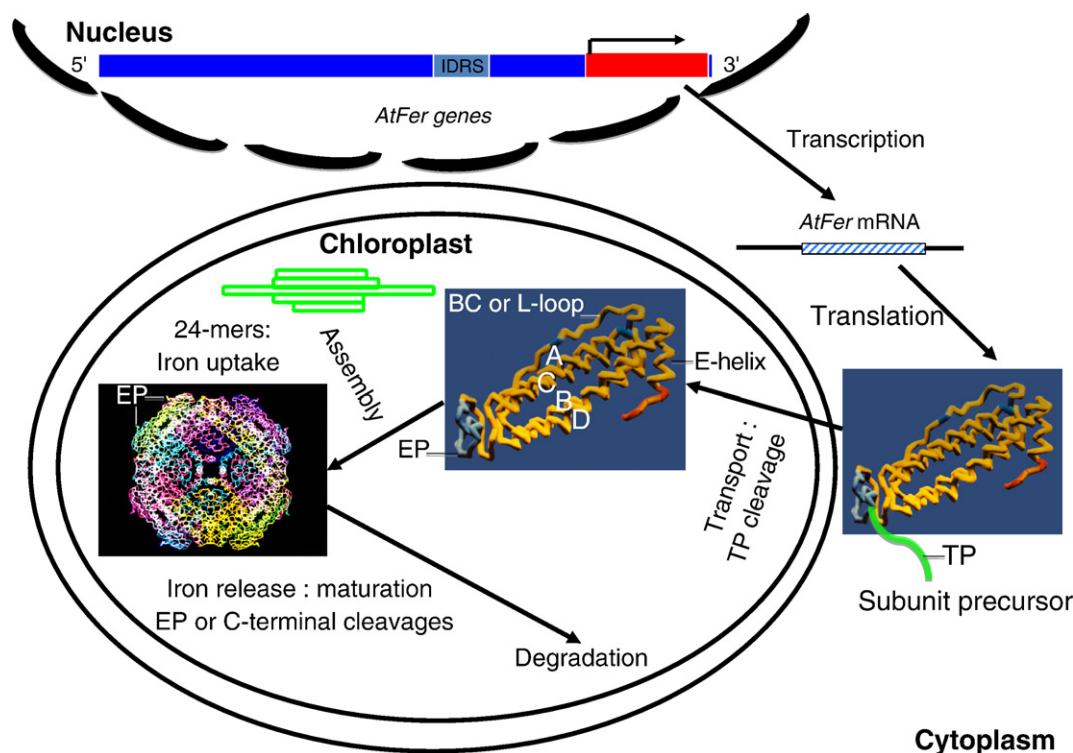 Nucleus
5'
IDRS
3'
AtFer genes
Transcription
AtFer mRNA
Translation
Chloroplast
24-mers:
Iron uptake
Assembly
BC or L-loop
A
C
B
D
E-helix
EP
EP
Transport :
TP cleavage
TP
Subunit precursor
Iron release : maturation
EP or C-terminal cleavages
Degradation
Cytoplasm